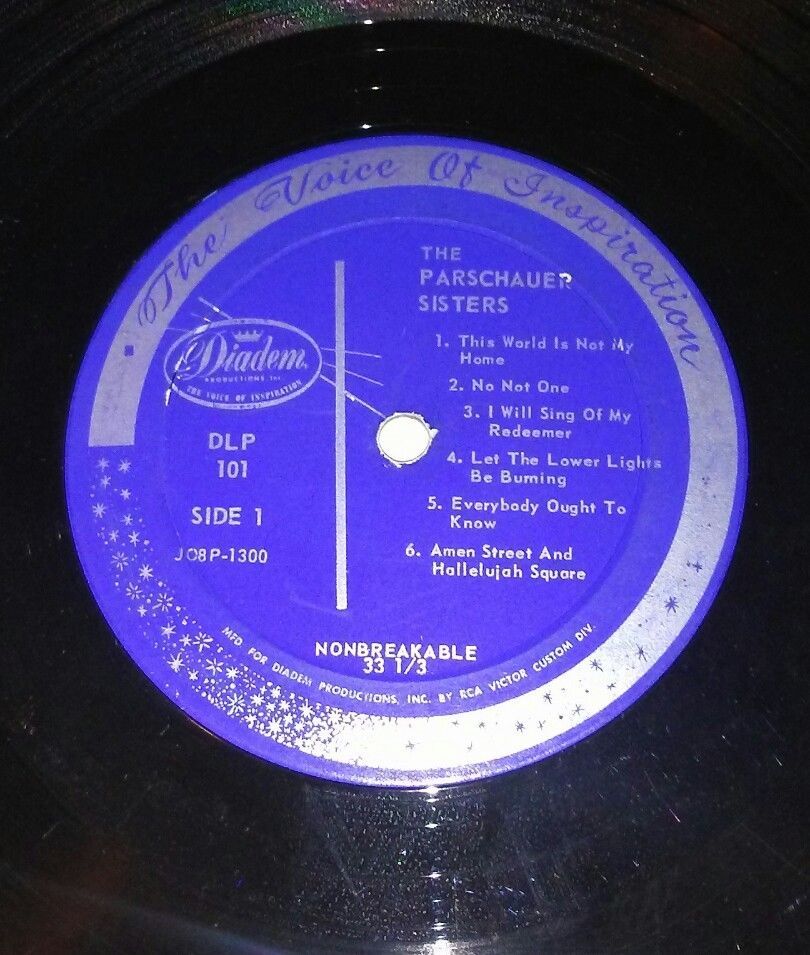 The Voice Of Inspiration
THE
PARSCHAUER
SISTERS
1. This World Is Not My
Home
2. No Not One
3. I Will Sing Of My
Redeemer
4. Let The Lower Lights
Be Burning
5. Everybody Ought To
Know
6. Amen Street And
Hallelujah Square
Diadem
PRODUCTIONS, Inc.
THE VOICE OF INSPIRATION
DLP
101
SIDE 1
JO8P-1300
NONBREAKABLE
33 1/3
MFD FOR DIADEM PRODUCTIONS, INC. BY RCA VICTOR CUSTOM DIV.